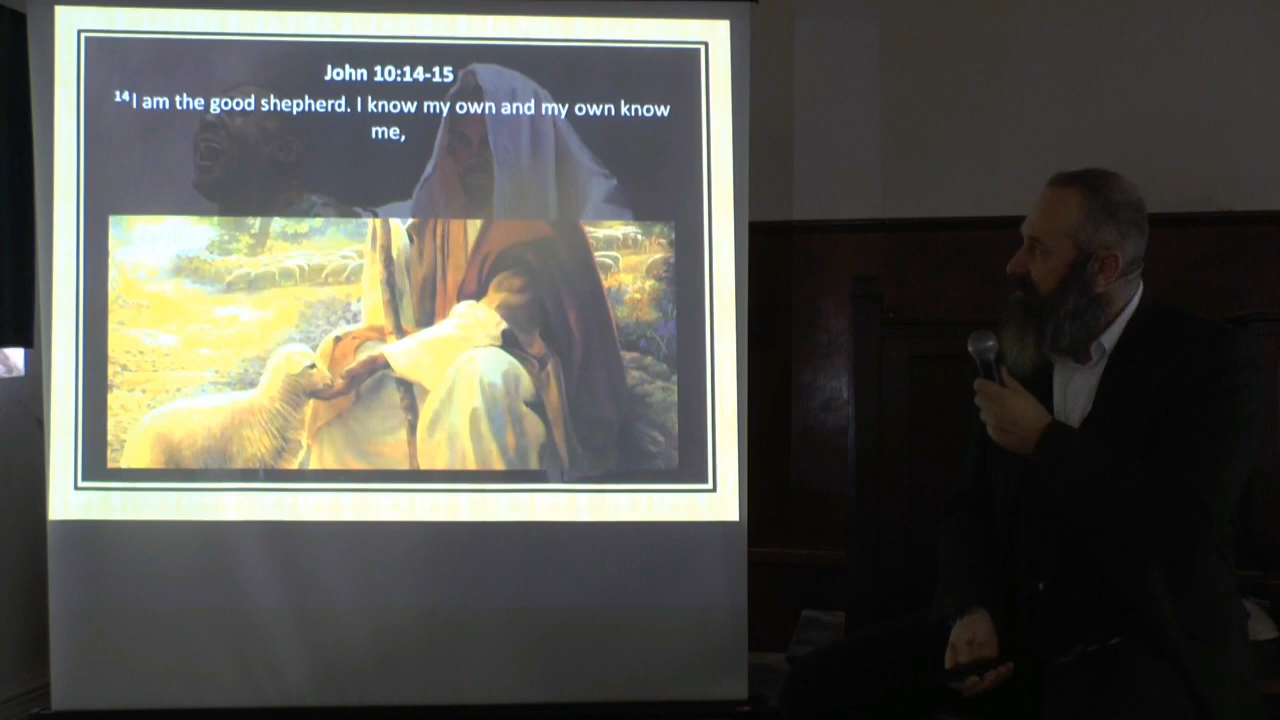 John 10:14-15
¹⁴I am the good shepherd. I know my own and my own know
me,